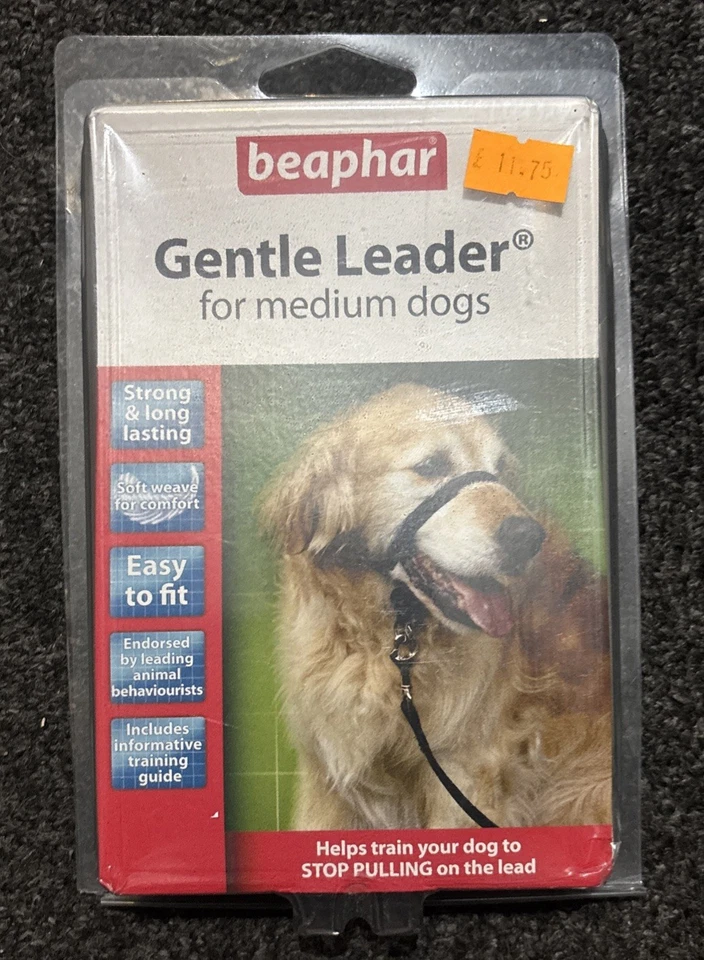 beaphar®
£ 11.75
Gentle Leader®
for medium dogs
Strong
& long
lasting
Soft weave
for comfort
Easy
to fit
Endorsed
by leading
animal
behaviourists
Includes
informative
training
guide
Helps train your dog to
STOP PULLING on the lead